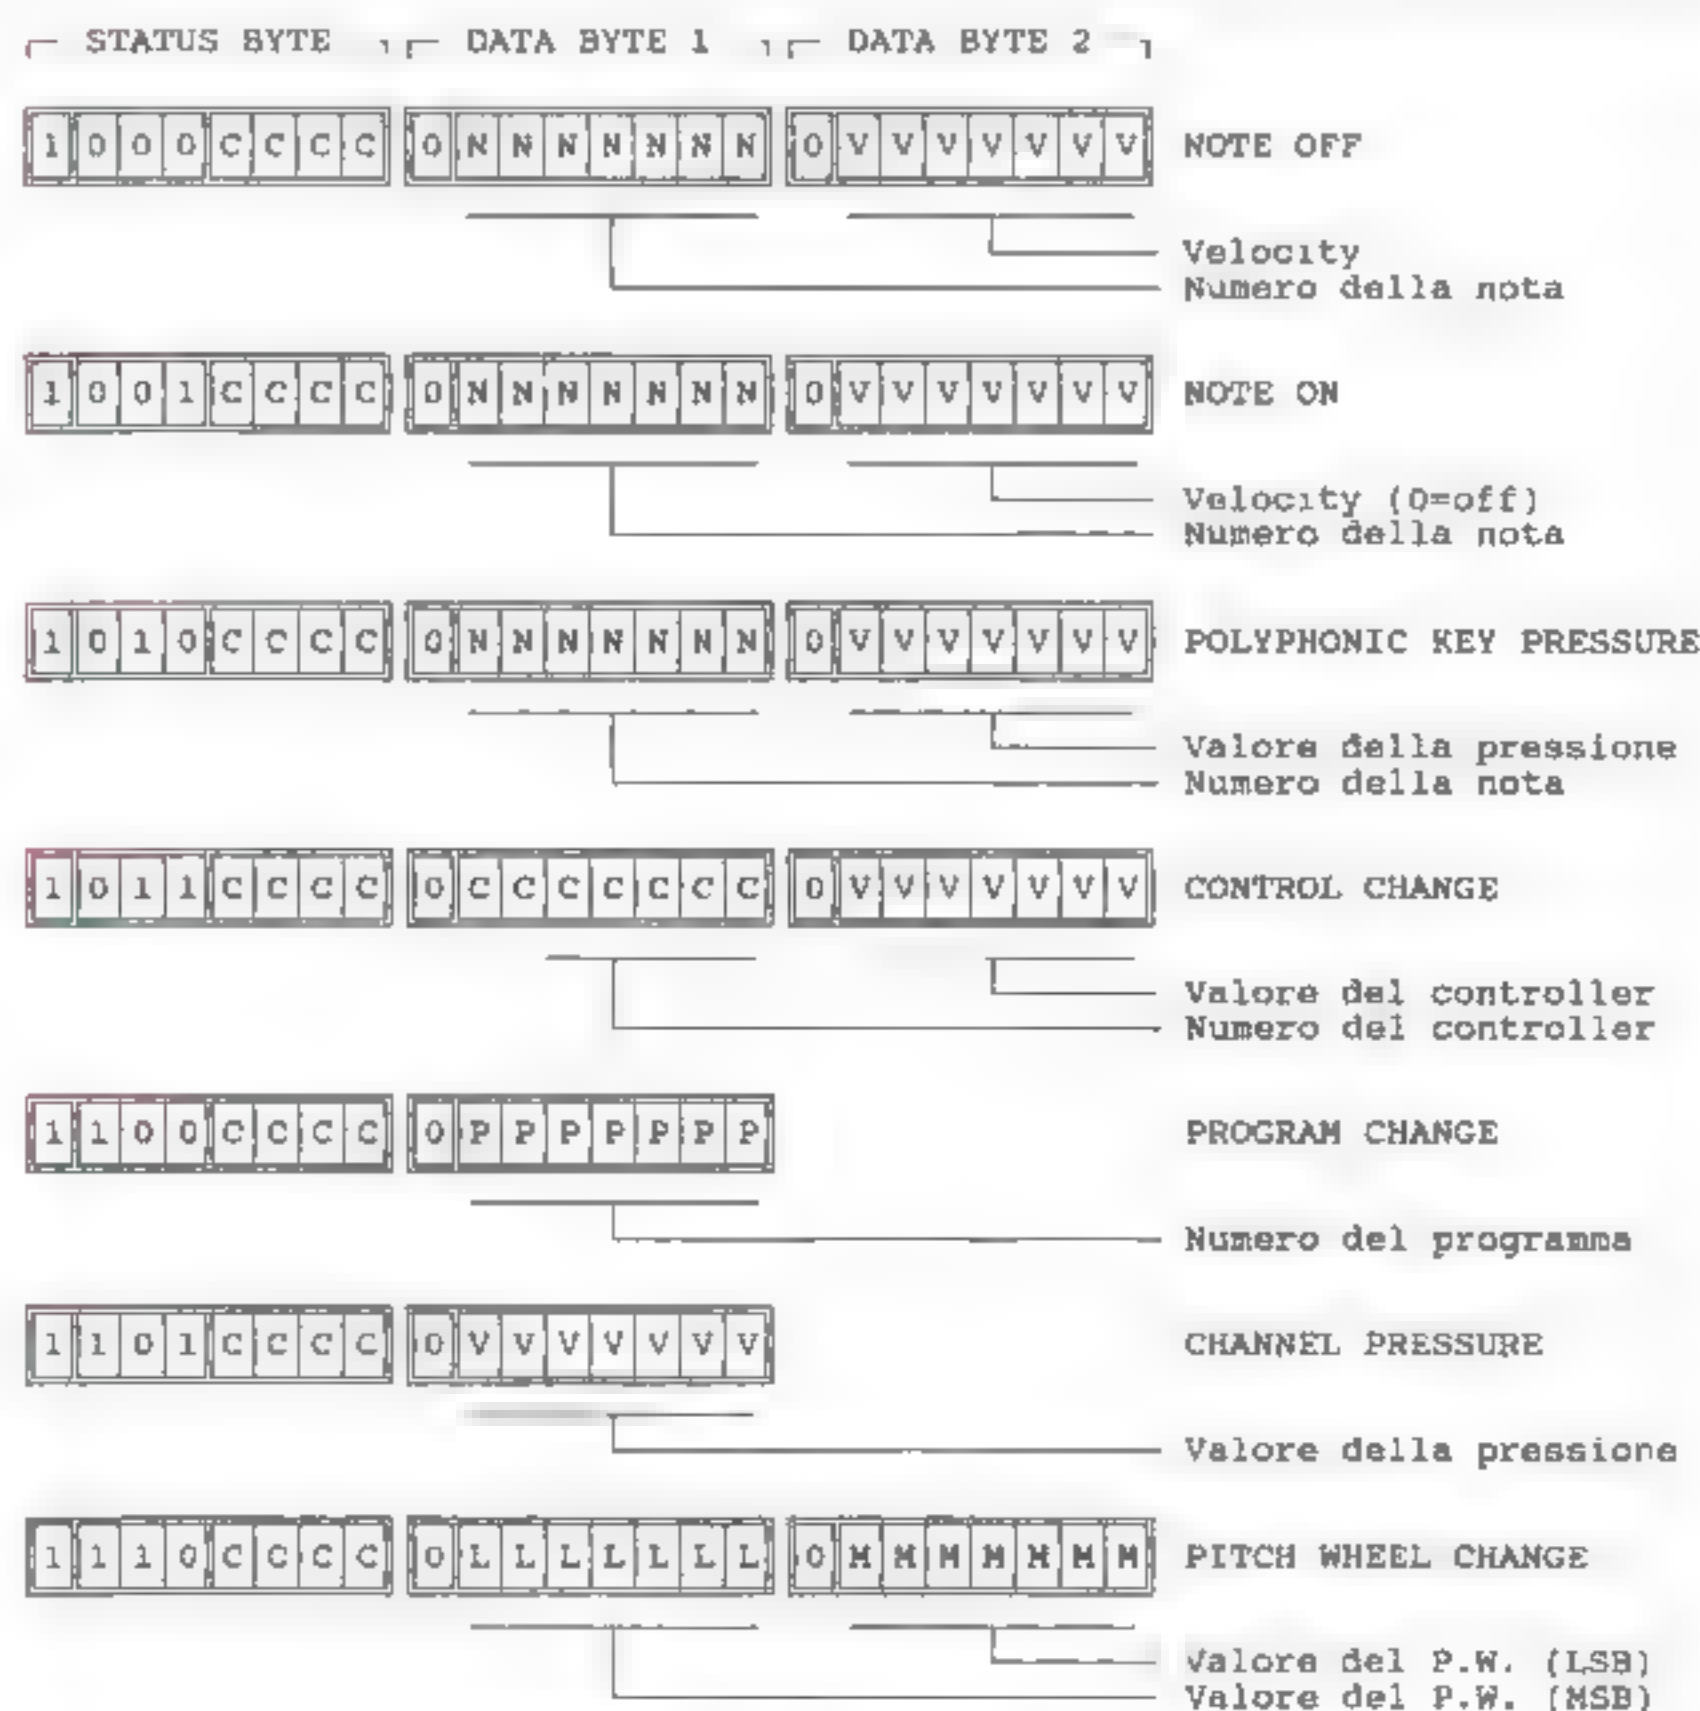 STATUS BYTE DATA BYTE 1 DATA BYTE 2
1 0 0 0 C C C C 0 N N N N N N N 0 V V V V V V V NOTE OFF
Velocity
Numero della nota
1 0 0 1 C C C C 0 N N N N N N N 0 V V V V V V V NOTE ON
Velocity (0=off)
Numero della nota
1 0 1 0 C C C C 0 N N N N N N N 0 V V V V V V V POLYPHONIC KEY PRESSURE
Valore della pressione
Numero della nota
1 0 1 1 C C C C 0 C C C C C C C 0 V V V V V V V CONTROL CHANGE
Valore del controller
Numero del controller
1 1 0 0 C C C C 0 P P P P P P P PROGRAM CHANGE
Numero del programma
1 1 0 1 C C C C 0 V V V V V V V CHANNEL PRESSURE
Valore della pressione
1 1 1 0 C C C C 0 L L L L L L L 0 M M M M M M M PITCH WHEEL CHANGE
Valore del P.W. (LSB)
Valore del P.W. (MSB)